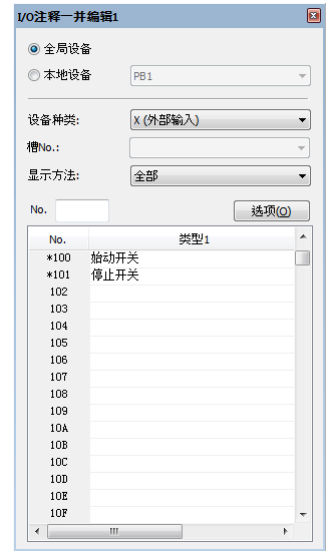 I/O注释一并编辑1
全局设备
本地设备 PB1
设备种类: X (外部输入)
槽No.:
显示方法: 全部
No. 选项(O)
No. 类型1
*100 始动开关
*101 停止开关
102
103
104
105
106
107
108
109
10A
10B
10C
10D
10E
10F